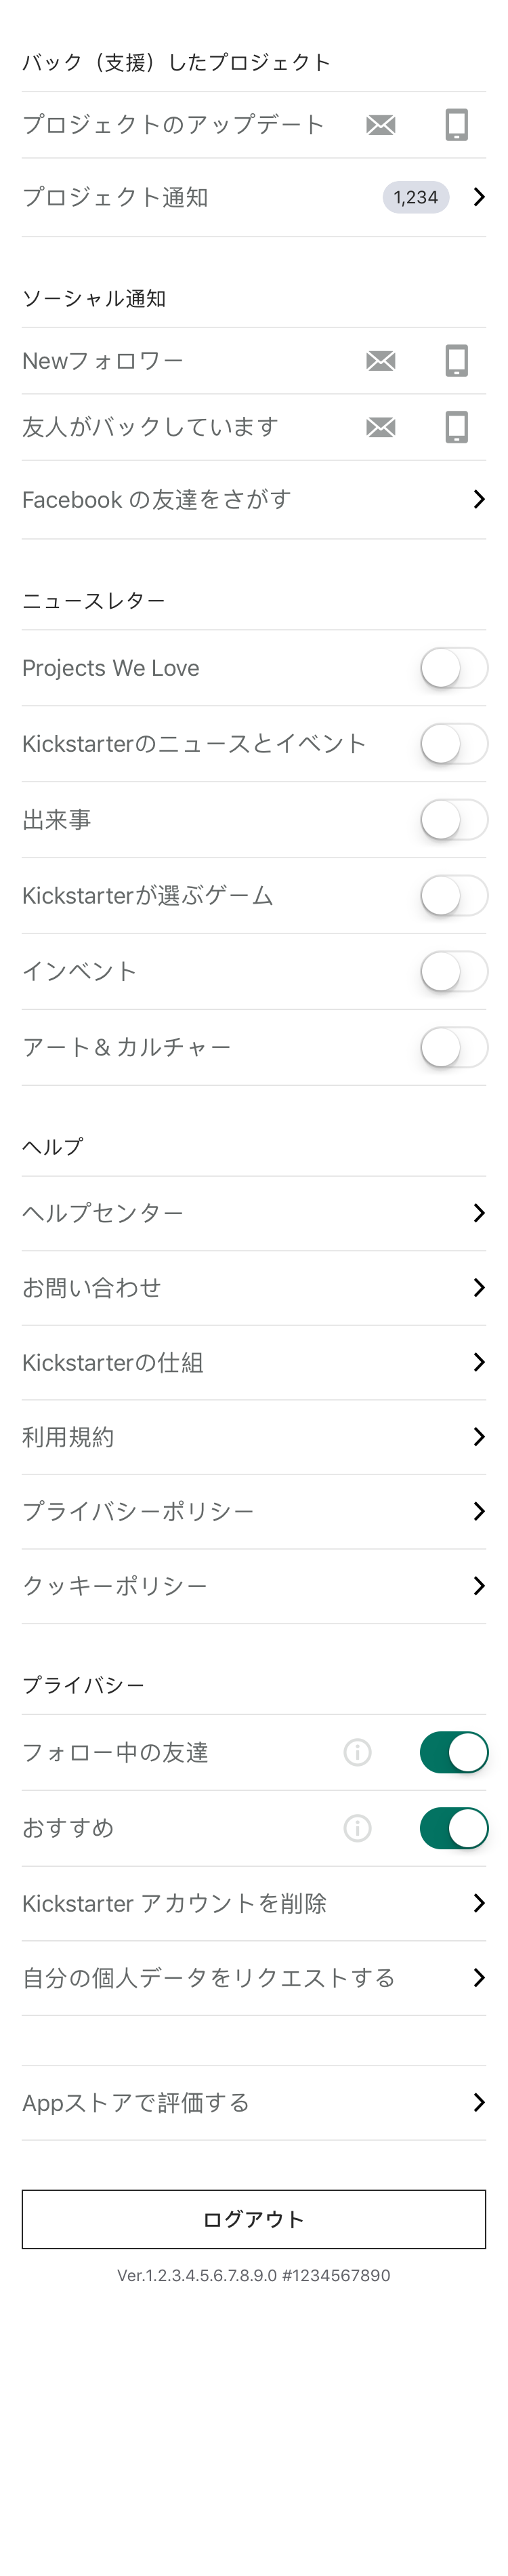 バック（支援）したプロジェクト
プロジェクトのアップデート
プロジェクト通知 1,234
ソーシャル通知
Newフォロワー
友人がバックしています
Facebook の友達をさがす
ニュースレター
Projects We Love
Kickstarterのニュースとイベント
出来事
Kickstarterが選ぶゲーム
インベント
アート& カルチャー
ヘルプ
ヘルプセンター
お問い合わせ
Kickstarterの仕組
利用規約
プライバシーポリシー
クッキーポリシー
プライバシー
フォロー中の友達
おすすめ
Kickstarter アカウントを削除
自分の個人データをリクエストする
Appストアで評価する
ログアウト
Ver.1.2.3.4.5.6.7.8.9.0 #1234567890